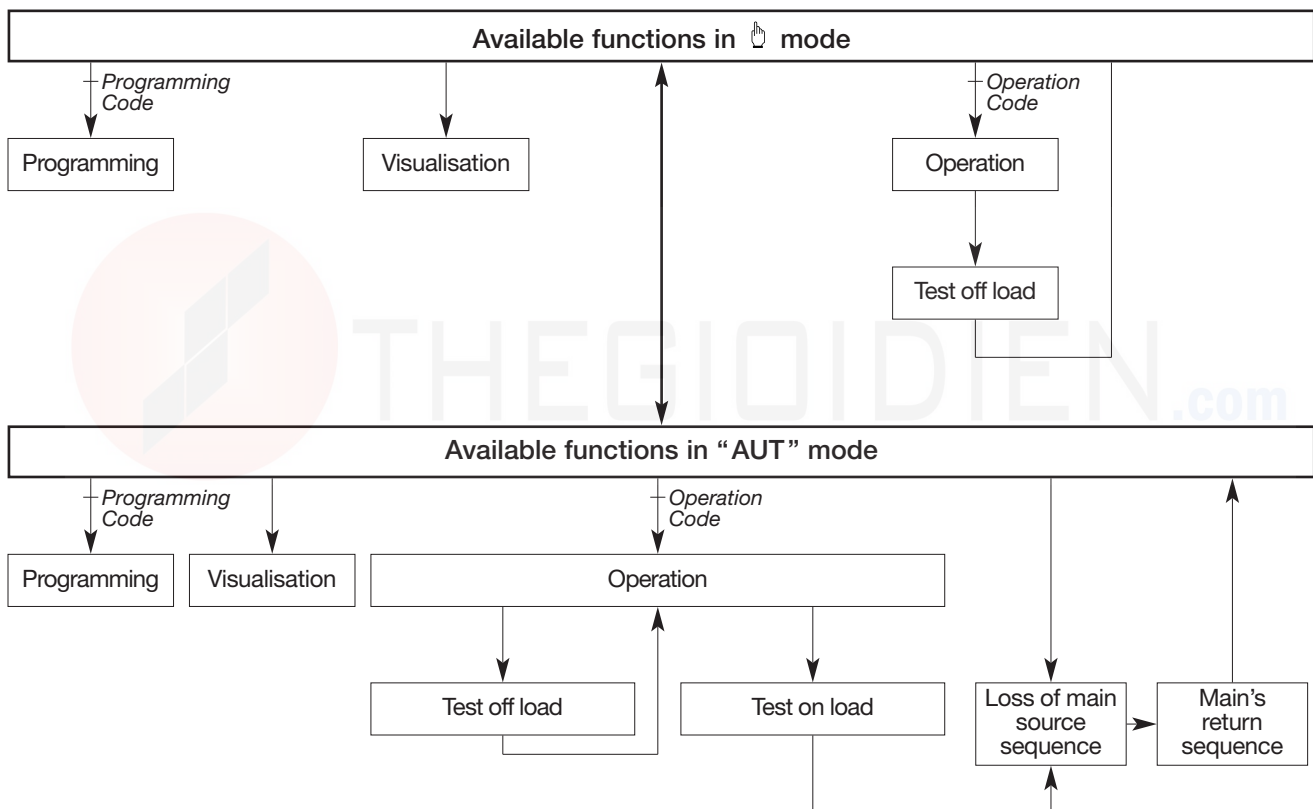 Available functions in mode
Programming
Code
Operation
Code
Programming
Visualisation
Operation
Test off load
THEGIOIDIEN.com
Available functions in “AUT” mode
Programming
Code
Operation
Code
Programming
Visualisation
Operation
Test off load
Test on load
Loss of main
source
sequence
Main’s
return
sequence